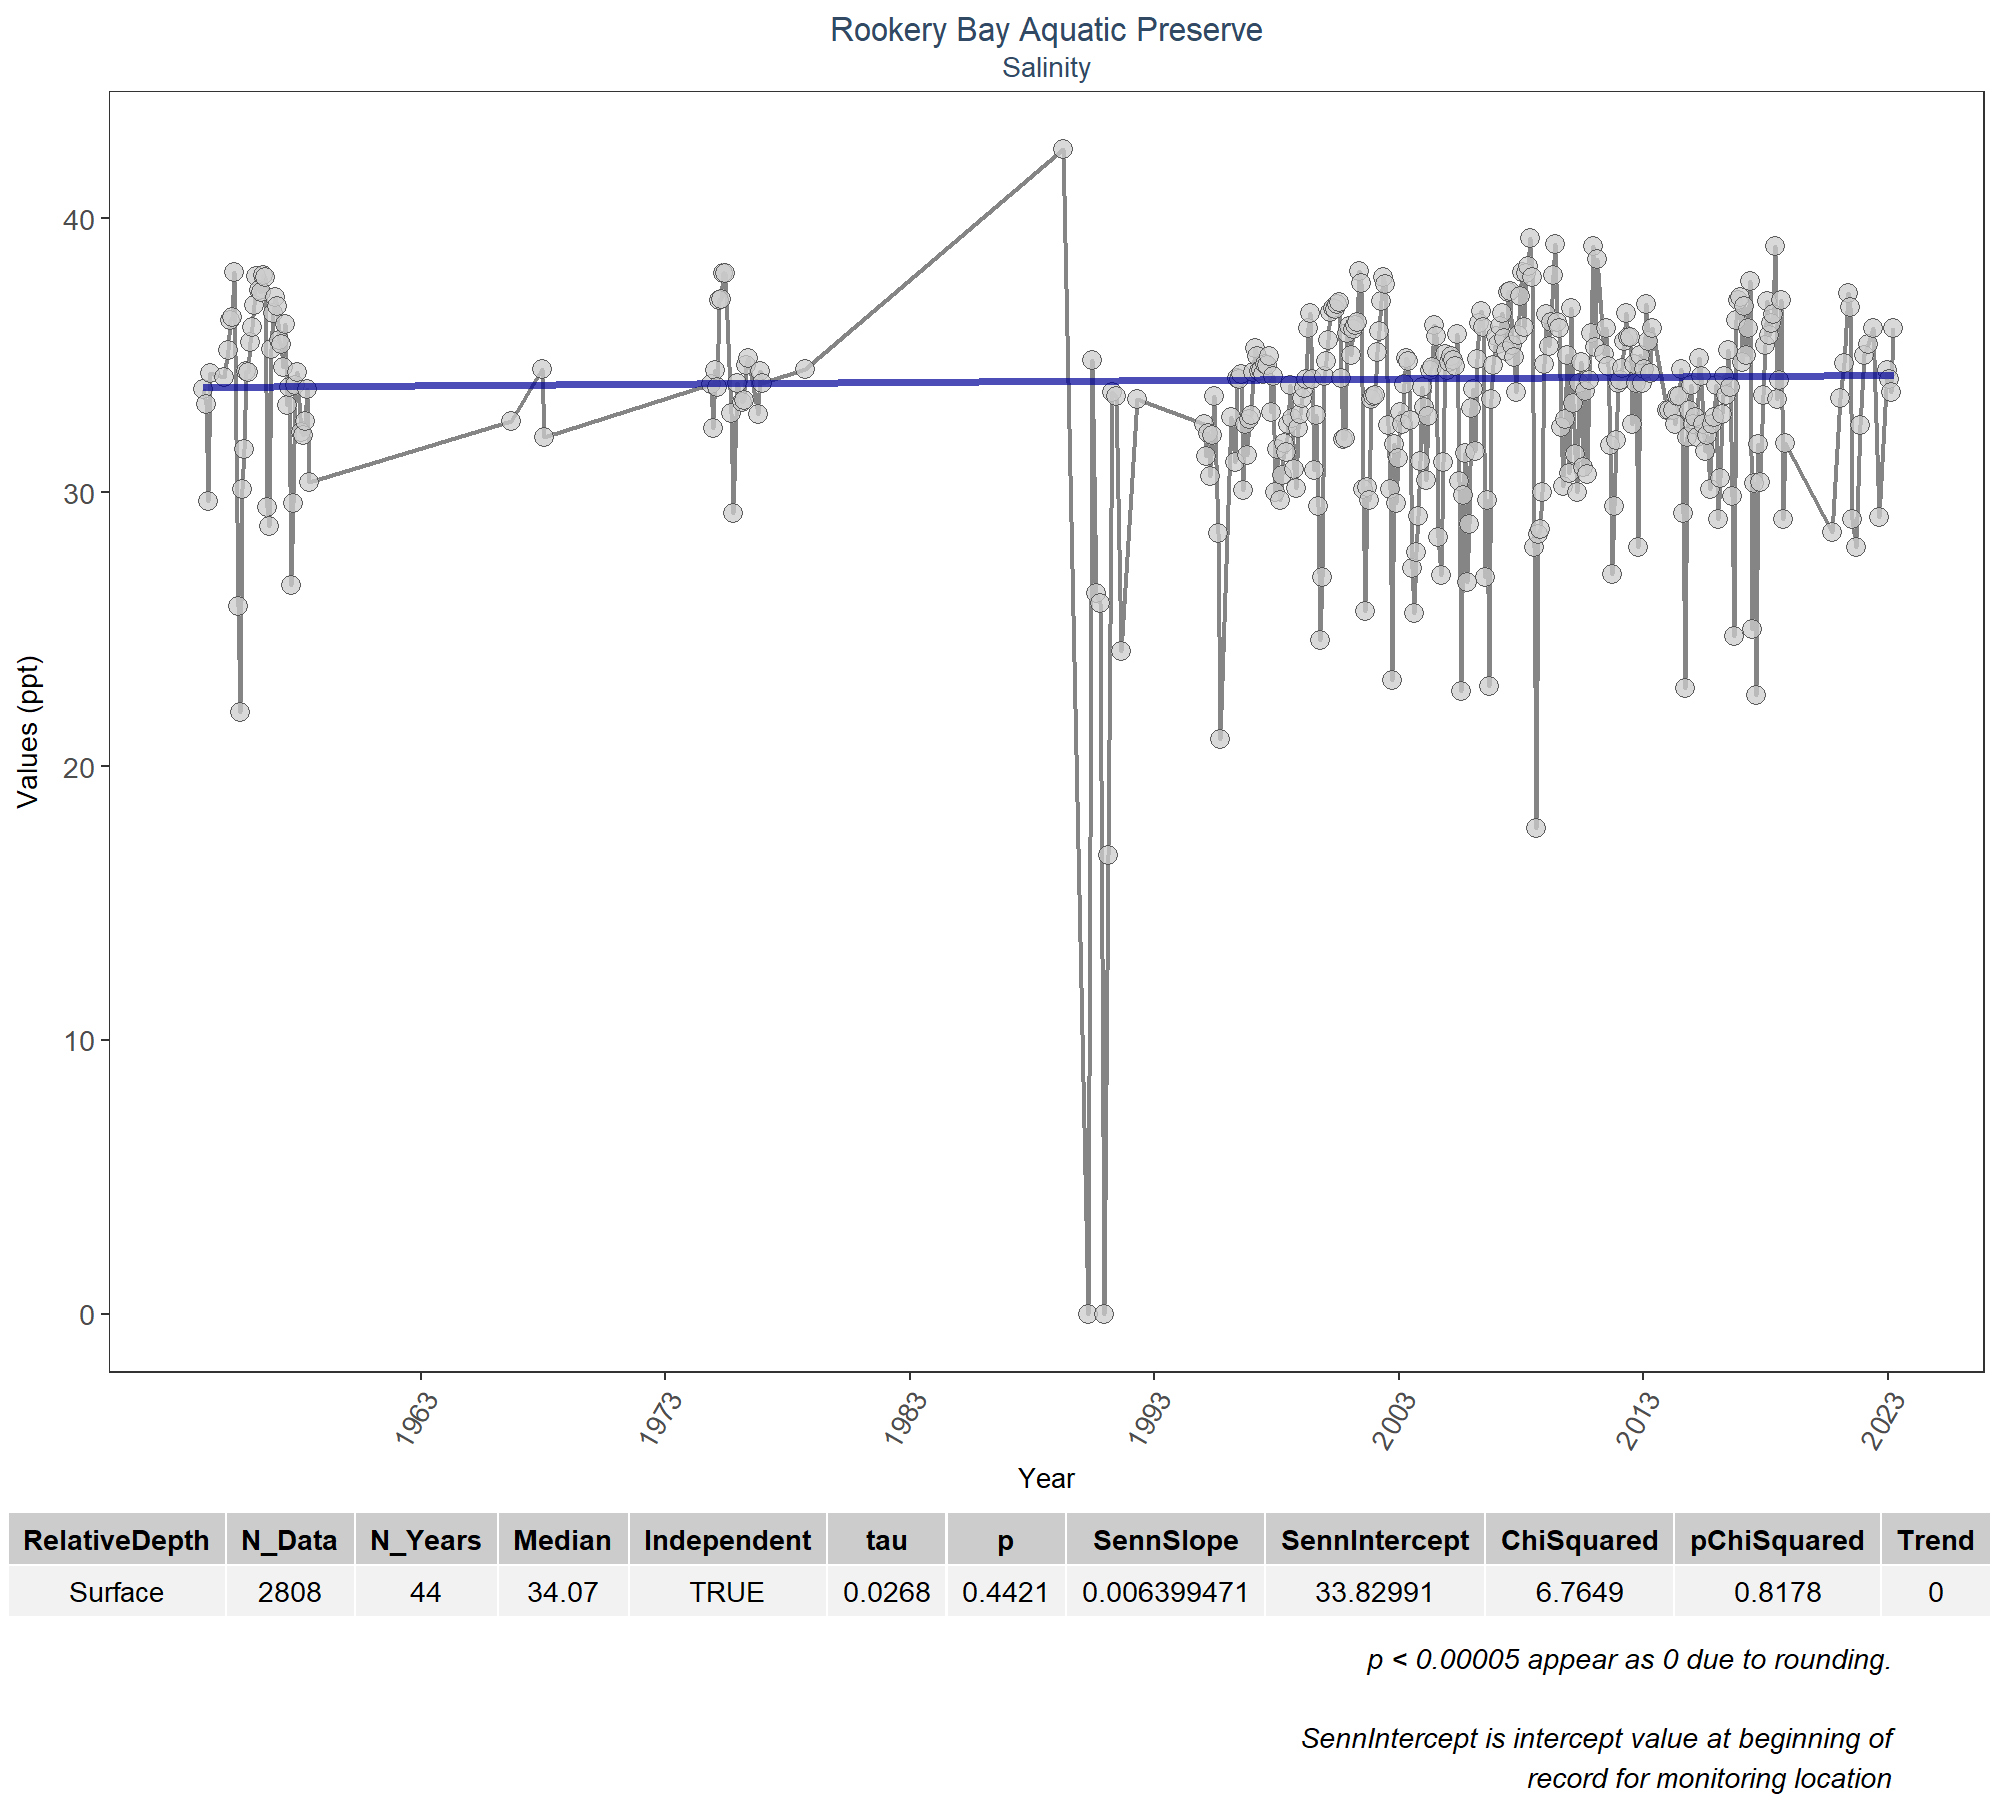 Rookery Bay Aquatic Preserve
Salinity
40
30
20
10
0
Values (ppt)
1963
1973
1983
1993
2003
2013
2023
Year
RelativeDepth N_Data N_Years Median Independent tau p SennSlope SennIntercept ChiSquared pChiSquared Trend
Surface 2808 44 34.07 TRUE 0.0268 0.4421 0.006399471 33.82991 6.7649 0.8178 0
p < 0.00005 appear as 0 due to rounding.
SennIntercept is intercept value at beginning of
record for monitoring location